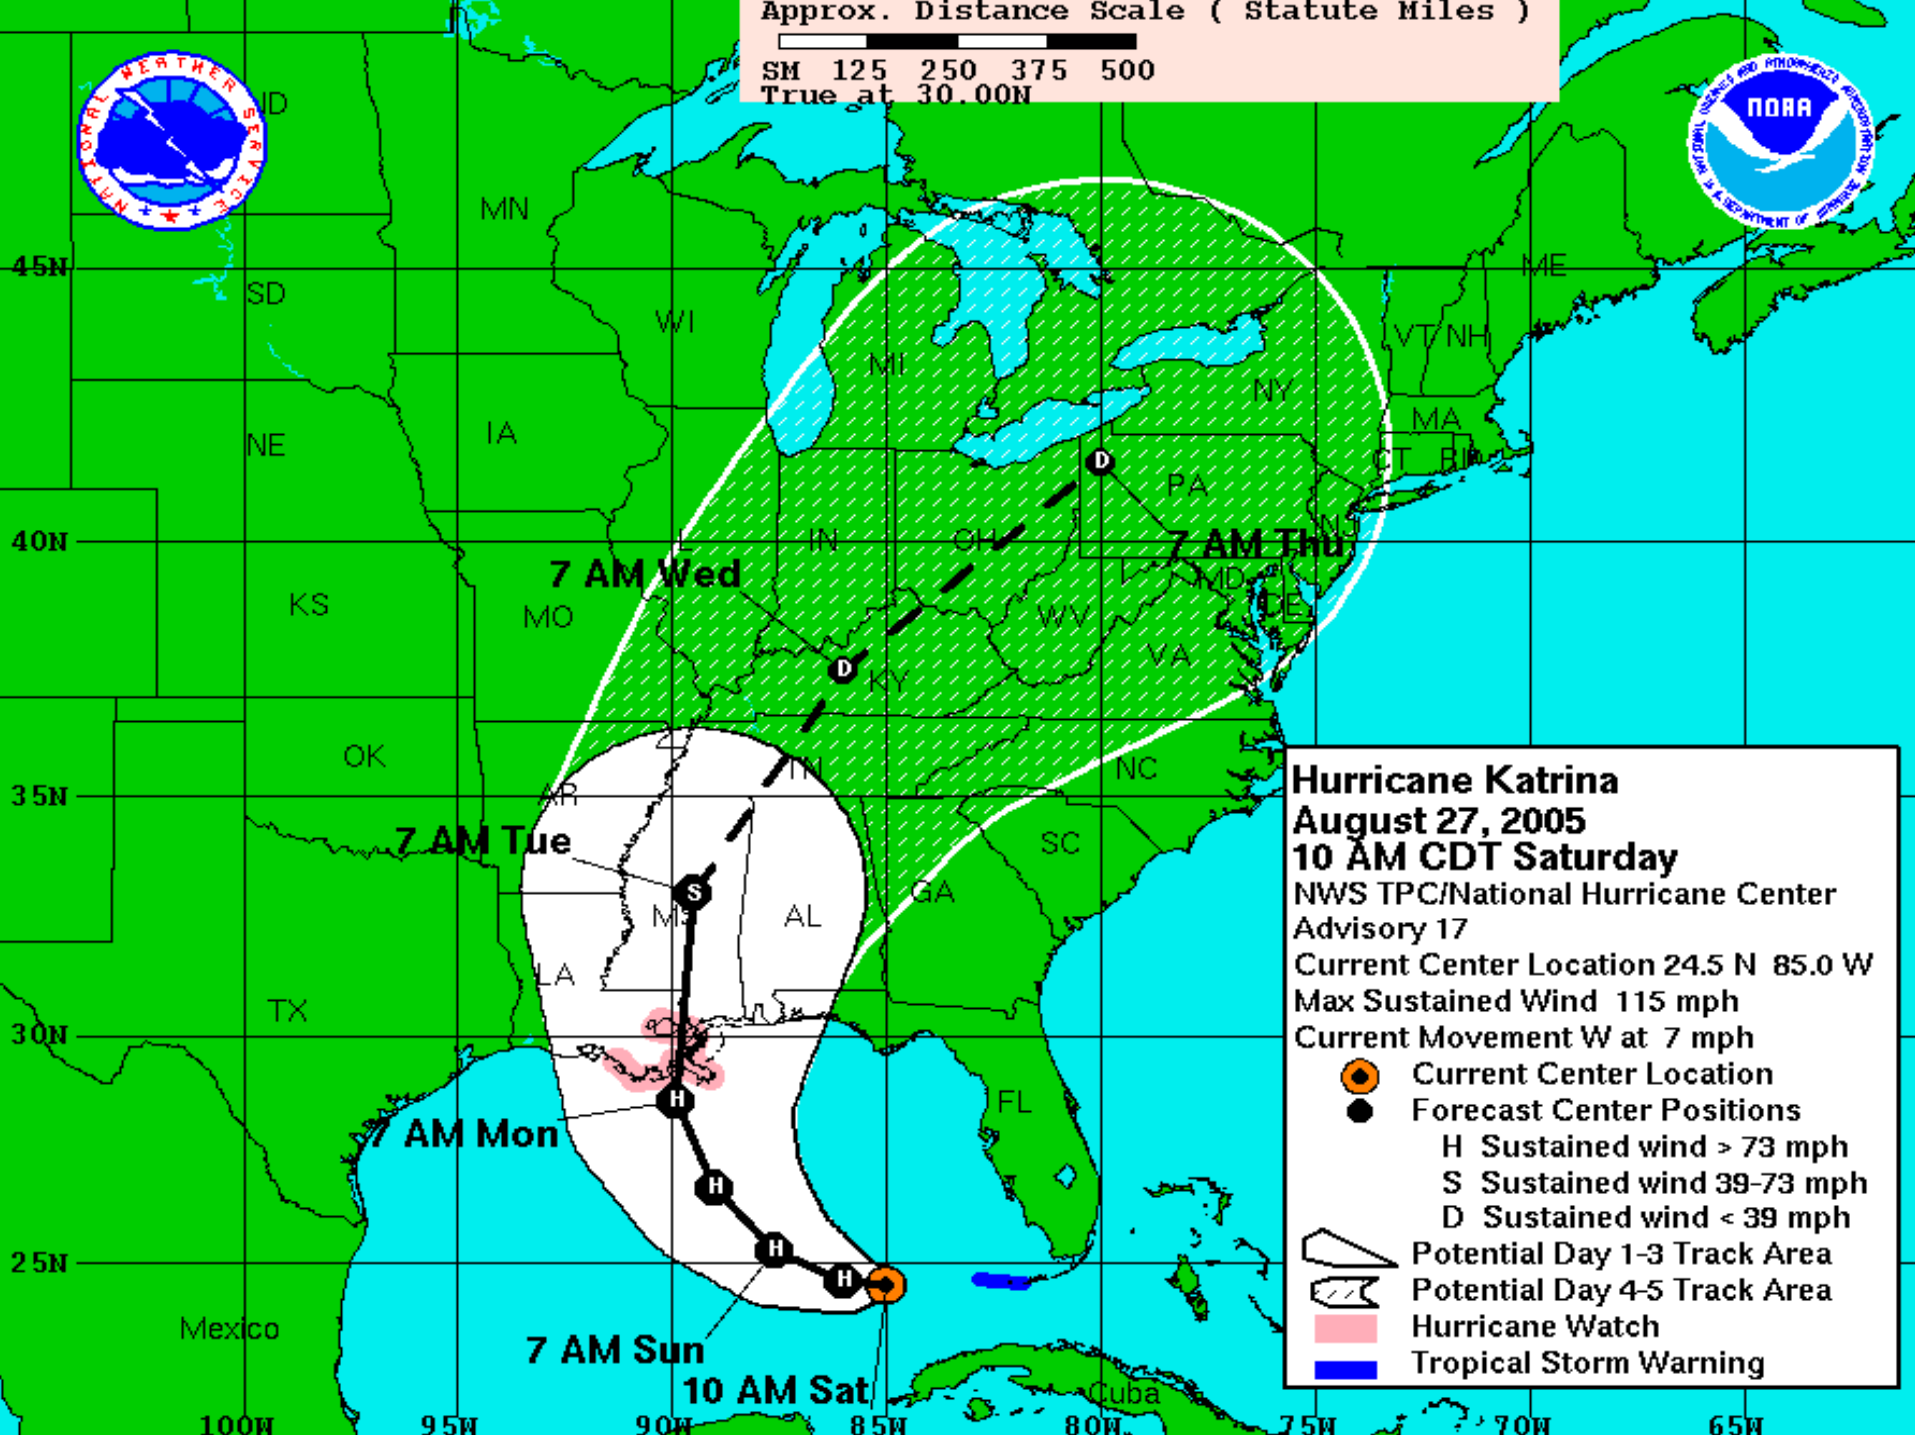 Approx. Distance Scale ( Statute Miles )
SM 125 250 375 500
True at 30.00N
NATIONAL WEATHER SERVICE
NOAA
ND
MN
45N
SD
WI
MI
ME
VT
NH
NY
MA
CT
RI
NE
IA
PA
40N
IN
OH
7 AM Wed
7 AM Thu
MD
DE
KS
MO
WV
VA
KY
OK
TN
NC
35N
AR
7 AM Tue
S
SC
GA
MS
AL
LA
TX
30N
FL
H
7 AM Mon
H
H
H
D
D
25N
Mexico
7 AM Sun
10 AM Sat
Cuba
100W 95W 90W 85W 80W 75W 70W 65W
Hurricane Katrina
August 27, 2005
10 AM CDT Saturday
NWS TPC/National Hurricane Center
Advisory 17
Current Center Location 24.5 N 85.0 W
Max Sustained Wind 115 mph
Current Movement W at 7 mph
Current Center Location
Forecast Center Positions
H Sustained wind > 73 mph
S Sustained wind 39-73 mph
D Sustained wind < 39 mph
Potential Day 1-3 Track Area
Potential Day 4-5 Track Area
Hurricane Watch
Tropical Storm Warning